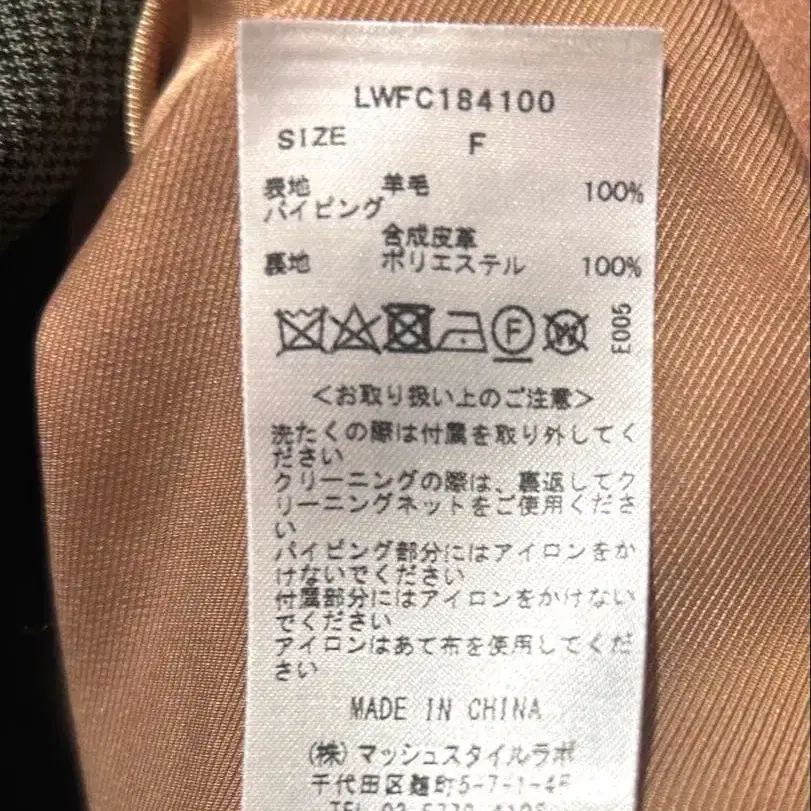 LWFC184100
SIZE F
表地 羊毛 100%
パイピング
合成皮革
裏地 ポリエステル 100%
F W E005
<お取り扱い上のご注意>
洗たくの際は付属を取り外してく
ださい
クリーニングの際は、裏返してク
リーニングネットをご使用くださ
い
パイピング部分にはアイロンをか
けないでください
付属部分にはアイロンをかけない
でください
アイロンはあて布を使用してくだ
さい
MADE IN CHINA
(株)マッシュスタイルラボ
千代田区麹町5-7-1-4F
TEL